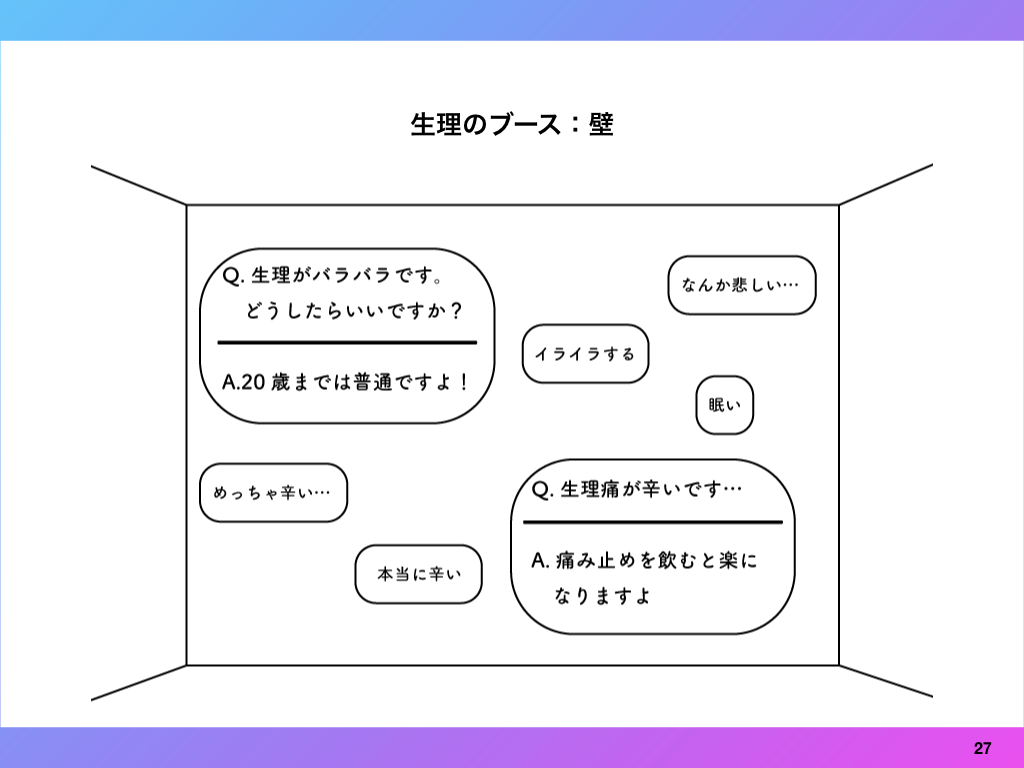 生理のブース：壁
Q. 生理がバラバラです。
どうしたらいいですか？
A.20 歳までは普通ですよ！
なんか悲しい…
イライラする
眠い
めっちゃ辛い…
本当に辛い
Q. 生理痛が辛いです…
A. 痛み止めを飲むと楽に
なりますよ
27